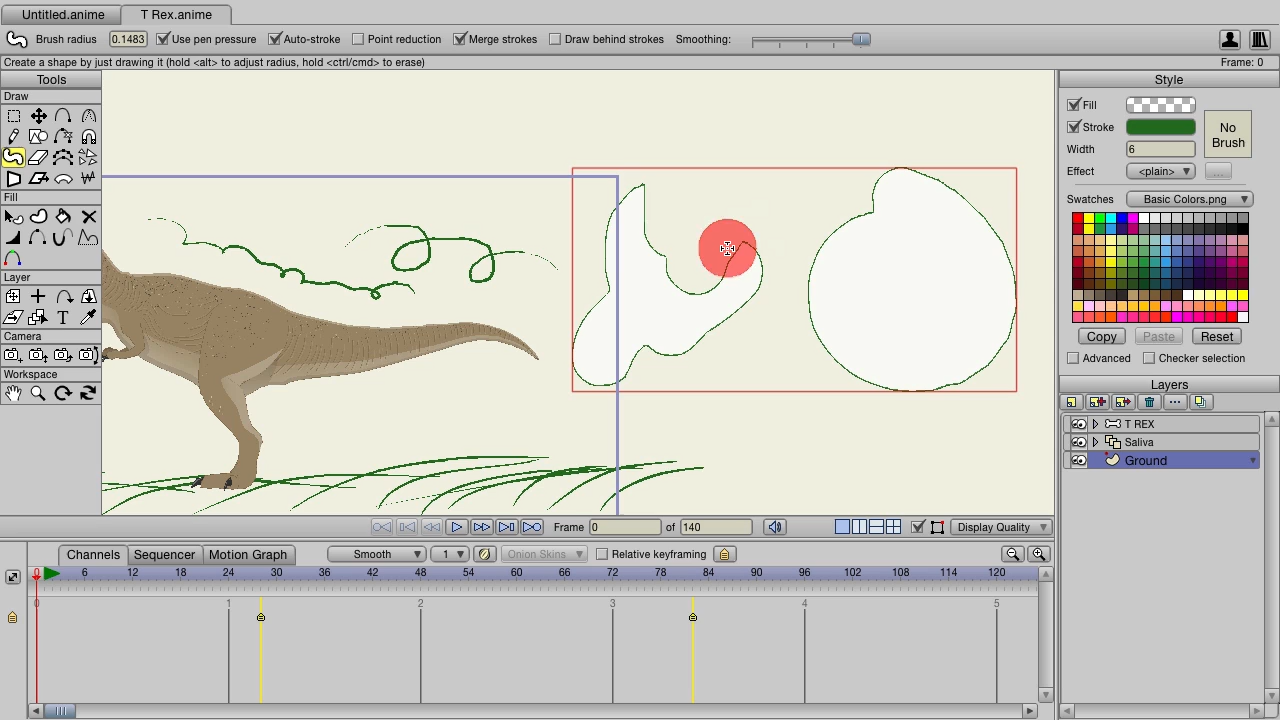 Untitled.anime T Rex.anime
Brush radius 0.1483 Use pen pressure Auto-stroke Point reduction Merge strokes Draw behind strokes Smoothing:
Create a shape by just drawing it (hold <alt> to adjust radius, hold <ctrl/cmd> to erase) Frame: 0
Tools
Draw
Fill
Layer
T
Camera
Workspace
Style
Fill
Stroke
No Brush
Width 6
Effect <plain> ...
Swatches Basic Colors.png
Copy Paste Reset
Advanced Checker selection
Layers
T REX
Saliva
Ground
Frame 0 of 140 Display Quality
Channels Sequencer Motion Graph Smooth 1 Onion Skins Relative keyframing
0 6 12 18 24 30 36 42 48 54 60 66 72 78 84 90 96 102 108 114 120
0 1 2 3 4 5